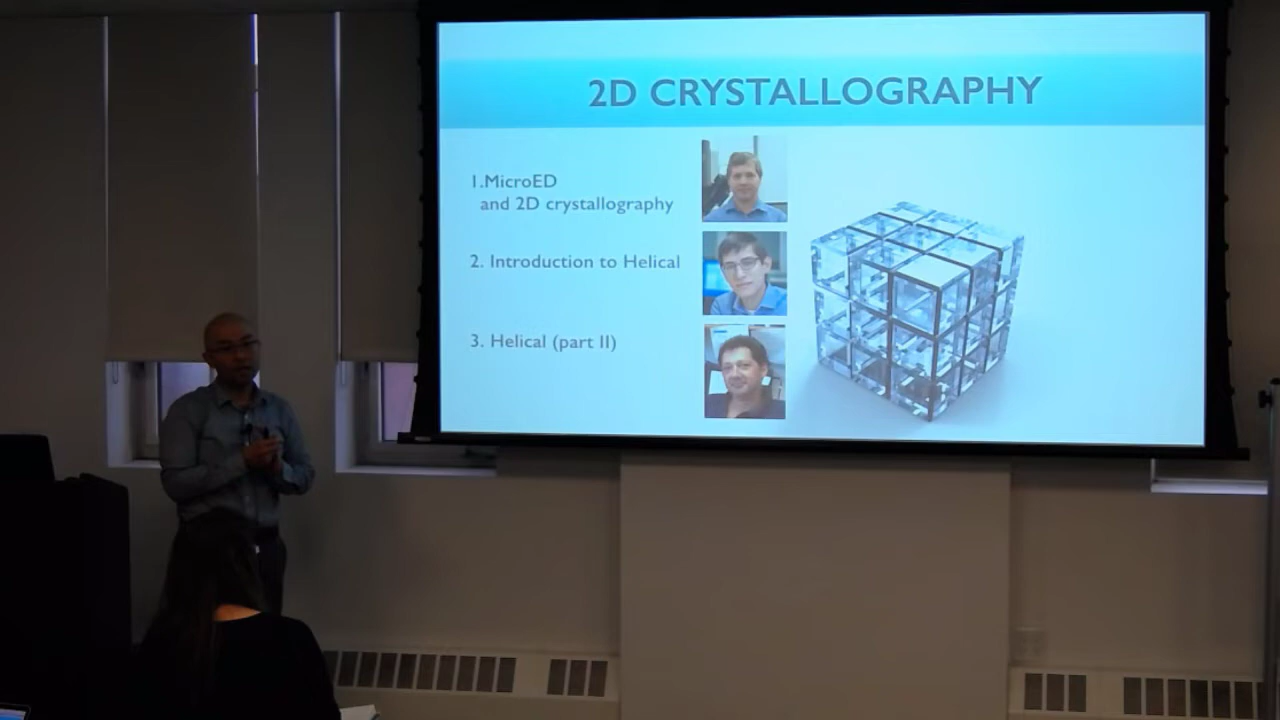 2D CRYSTALLOGRAPHY
1.MicroED
and 2D crystallography
2. Introduction to Helical
3. Helical (part II)